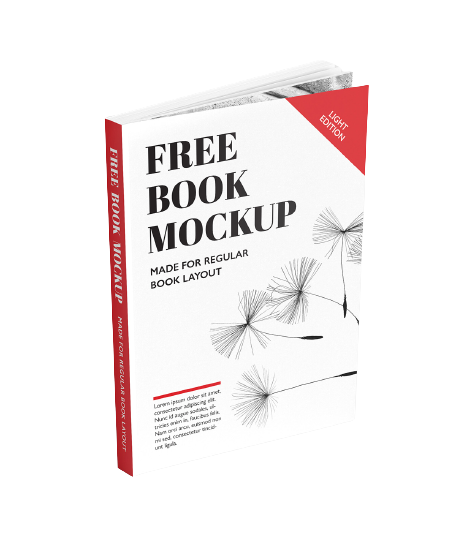 LIGHT
EDITION
FREE
BOOK
MOCKUP
MADE FOR REGULAR
BOOK LAYOUT
Lorem ipsum dolor sit amet,
consectetur adipiscing elit.
Nunc id augue sodales, ul-
tricies enim in, faucibus felis.
Nam orci arcu, euismod non
mi sed, consectetur tincid-
unt ligula.
FREE BOOK MOCKUP
MADE FOR REGULAR BOOK LAYOUT